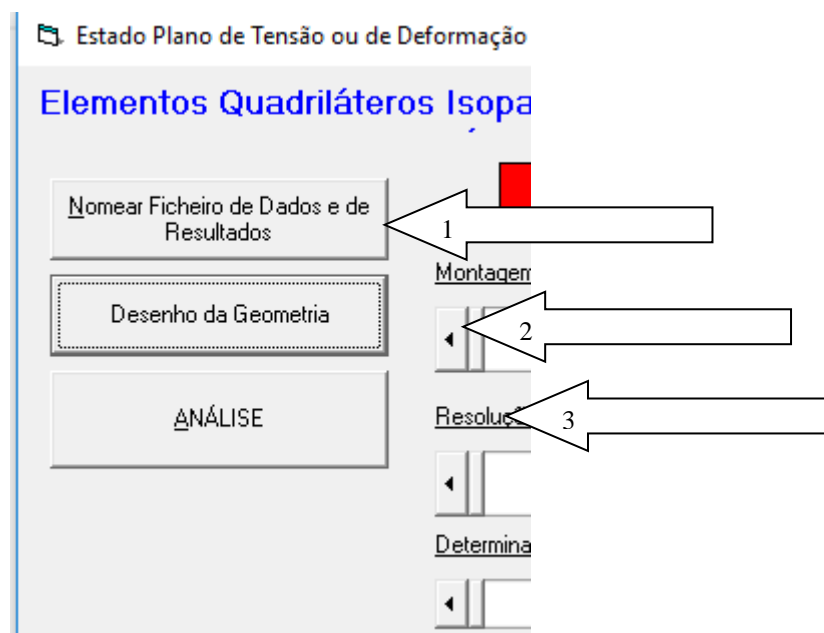 Estado Plano de Tensão ou de Deformação
Elementos Quadriláteros Isopa
Nomear Ficheiro de Dados e de
Resultados
1
Montagem
Desenho da Geometria
2
ANÁLISE
3
Determina